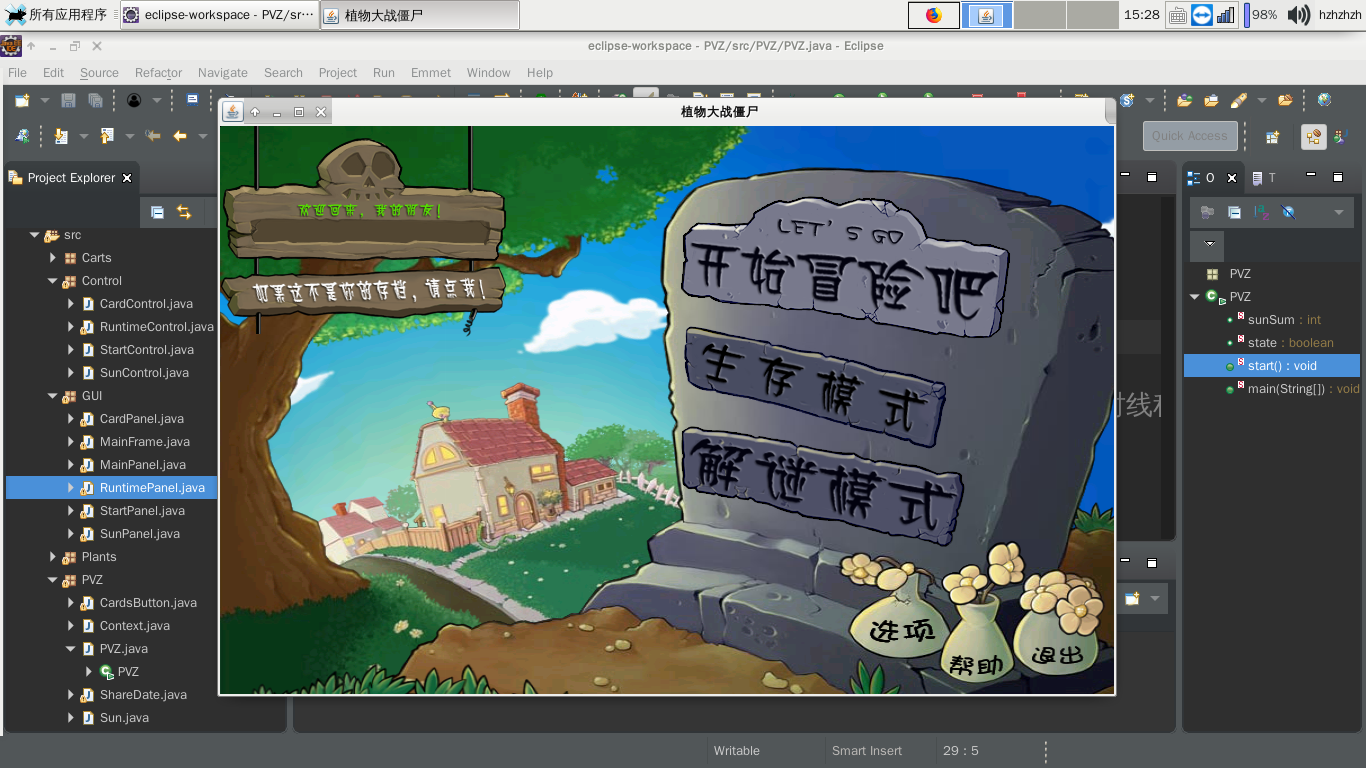 所有应用程序
eclipse-workspace - PVZ/sr...
植物大战僵尸
15:28
98%
hzhzhzh
eclipse-workspace - PVZ/src/PVZ/PVZ.java - Eclipse
File Edit Source Refactor Navigate Search Project Run Emmet Window Help
植物大战僵尸
Quick Access
Project Explorer
src
Carts
Control
CardControl.java
RuntimeControl.java
StartControl.java
SunControl.java
GUI
CardPanel.java
MainFrame.java
MainPanel.java
RuntimePanel.java
StartPanel.java
SunPanel.java
Plants
PVZ
CardsButton.java
Context.java
PVZ.java
PVZ
ShareDate.java
Sun.java
欢迎回来，我的朋友！
如果这不是你的存档，请点我！
LET'S GO
开始冒险吧
生存模式
解谜模式
选项
帮助
退出
O
T
PVZ
PVZ
sunSum : int
state : boolean
start() : void
main(String[]) : void
Writable
Smart Insert
29 : 5